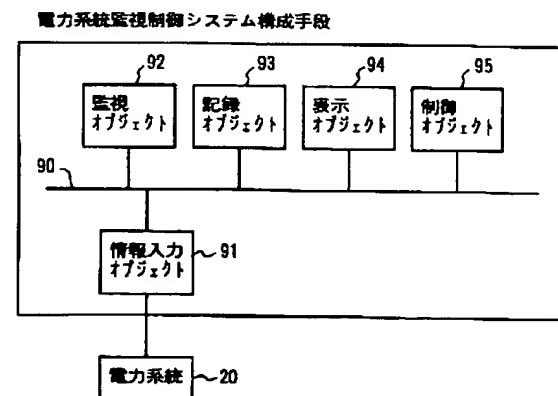 電力系統監視制御システム構成手段
92
93
94
95
監視
オブジェクト
記録
オブジェクト
表示
オブジェクト
制御
オブジェクト
90
情報入力
オブジェクト
91
電力系統
20